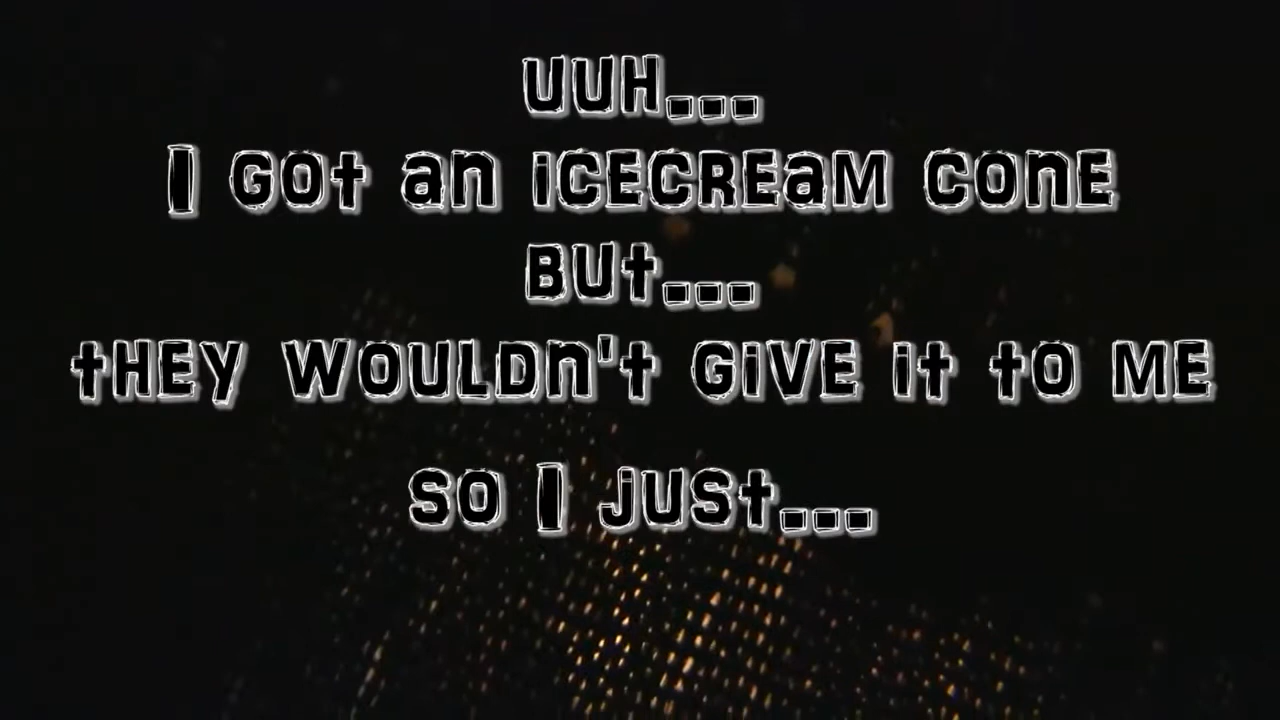 UUH...
I GOt an iCECREaM COnE
BUt...
tHEY WOULDn't GiVE it tO ME
SO I JUSt...